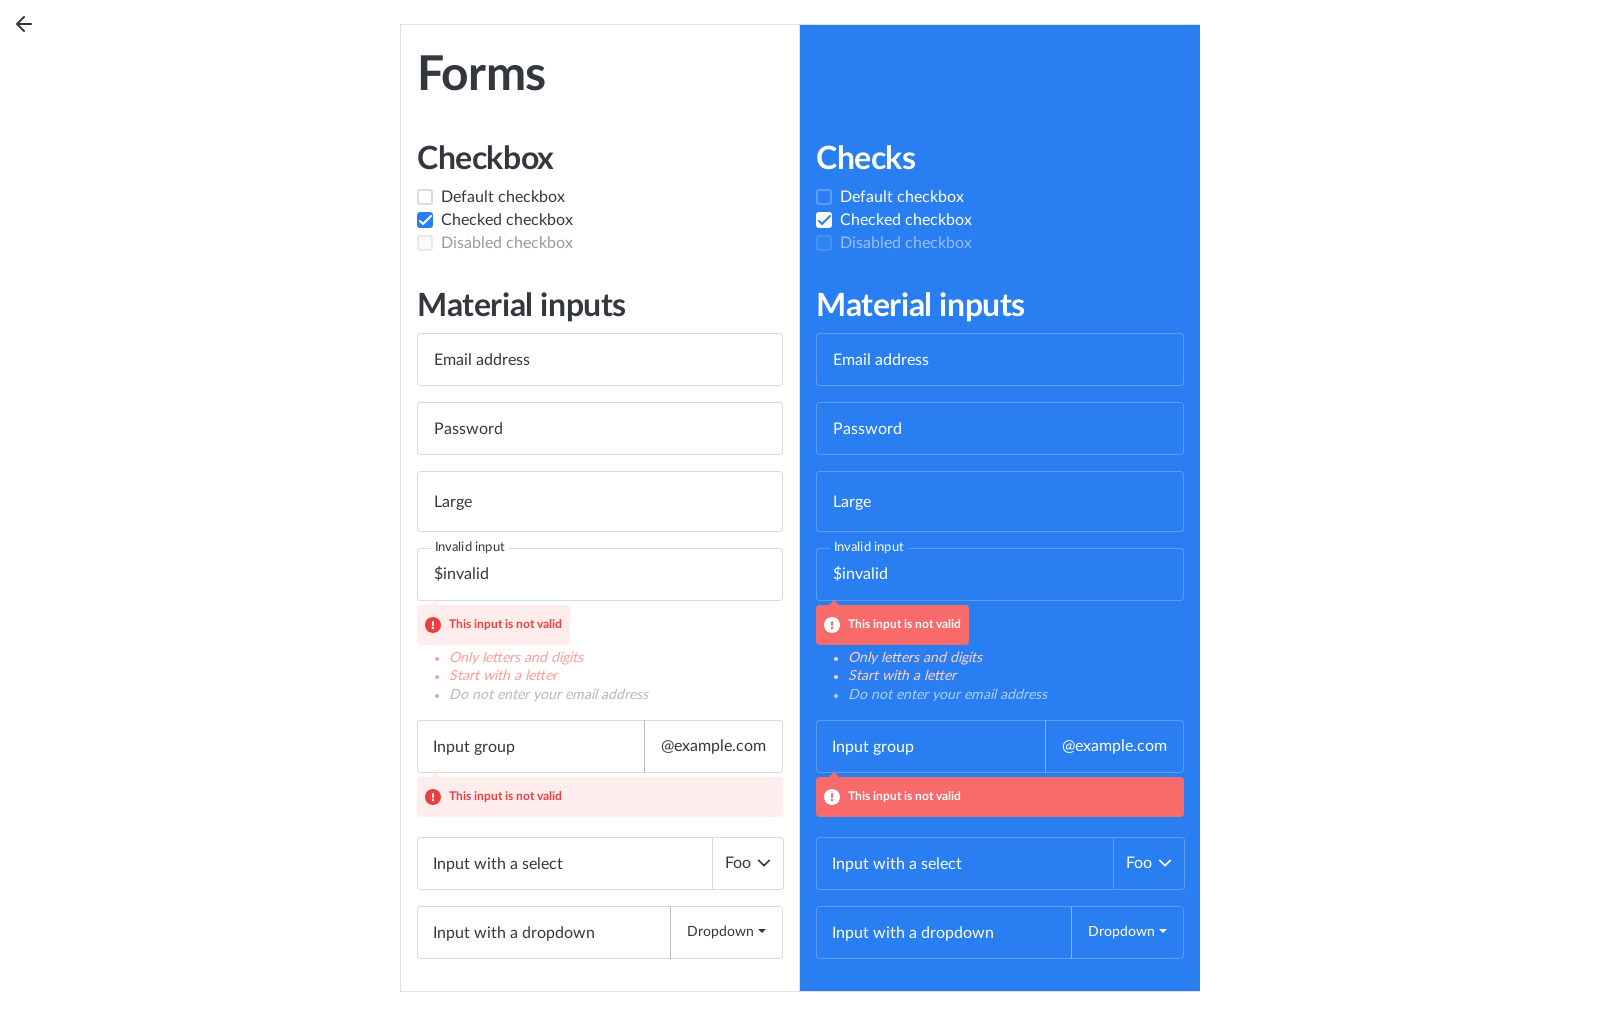 Forms
Checkbox
Default checkbox
Checked checkbox
Disabled checkbox
Material inputs
Email address
Password
Large
Invalid input
$invalid
This input is not valid
Only letters and digits
Start with a letter
Do not enter your email address
Input group
@example.com
This input is not valid
Input with a select
Foo
Input with a dropdown
Dropdown
Checks
Default checkbox
Checked checkbox
Disabled checkbox
Material inputs
Email address
Password
Large
Invalid input
$invalid
This input is not valid
Only letters and digits
Start with a letter
Do not enter your email address
Input group
@example.com
This input is not valid
Input with a select
Foo
Input with a dropdown
Dropdown